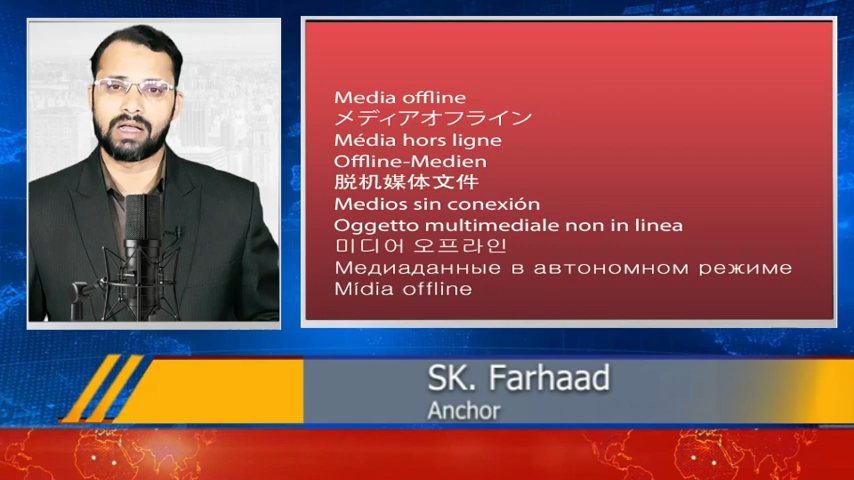 Media offline
メディアオフライン
Média hors ligne
Offline-Medien
脱机媒体文件
Medios sin conexión
Oggetto multimediale non in linea
미디어 오프라인
Медиаданные в автономном режиме
Mídia offline
SK. Farhaad
Anchor